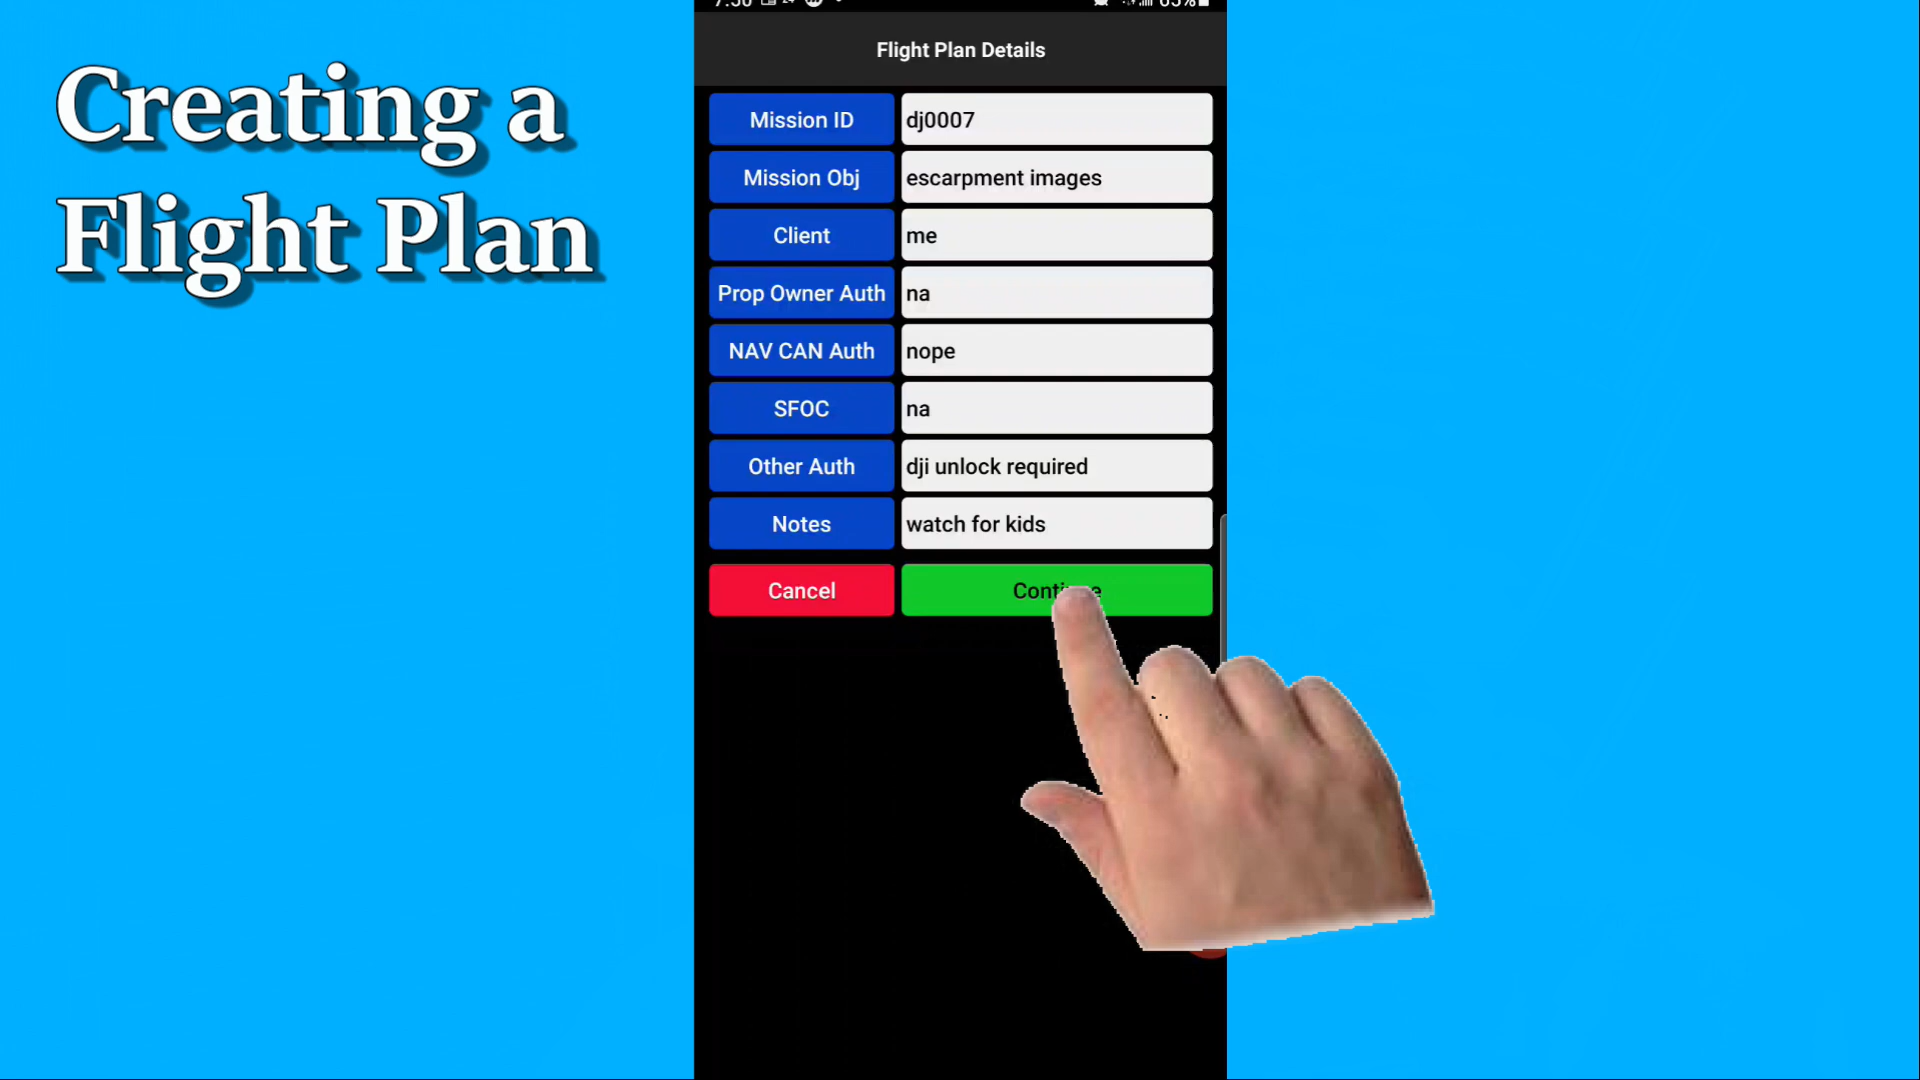 Creating a
Flight Plan
Flight Plan Details
Mission ID dj0007
Mission Obj escarpment images
Client me
Prop Owner Auth na
NAV CAN Auth nope
SFOC na
Other Auth dji unlock required
Notes watch for kids
Cancel